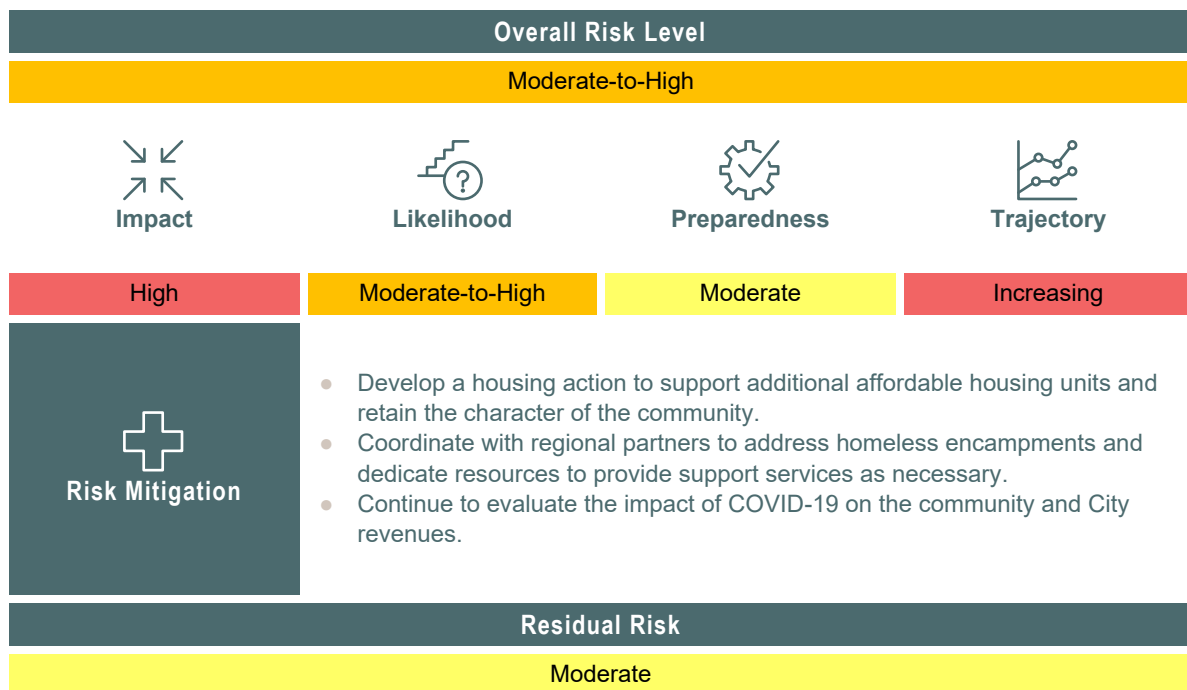 Overall Risk Level
Moderate-to-High
?
Impact
Likelihood
Preparedness
Trajectory
High
Moderate-to-High
Moderate
Increasing
Risk Mitigation
● Develop a housing action to support additional affordable housing units and
retain the character of the community.
● Coordinate with regional partners to address homeless encampments and
dedicate resources to provide support services as necessary.
● Continue to evaluate the impact of COVID-19 on the community and City
revenues.
Residual Risk
Moderate